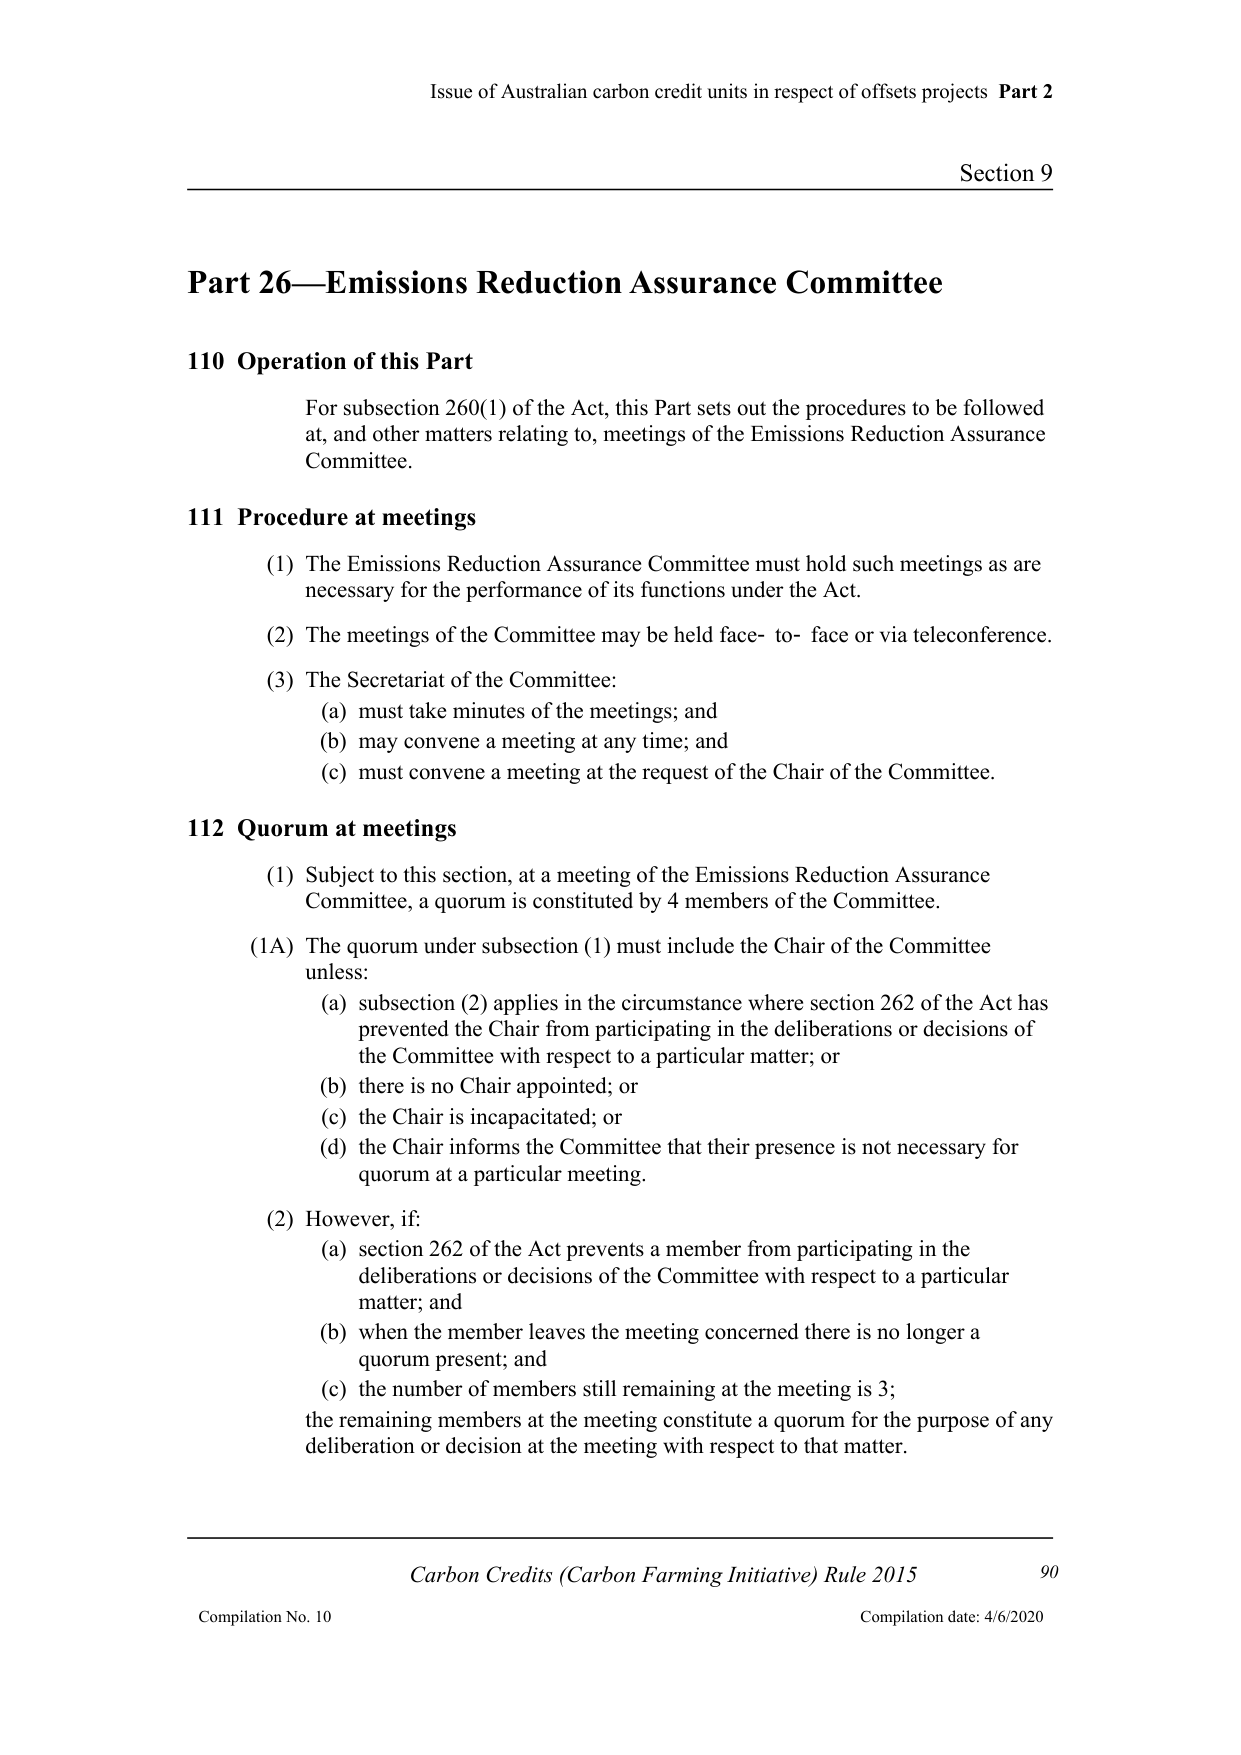 Issue of Australian carbon credit units in respect of offsets projects Part 2
Section 9
Part 26—Emissions Reduction Assurance Committee
110 Operation of this Part
For subsection 260(1) of the Act, this Part sets out the procedures to be followed
at, and other matters relating to, meetings of the Emissions Reduction Assurance
Committee.
111 Procedure at meetings
(1) The Emissions Reduction Assurance Committee must hold such meetings as are
necessary for the performance of its functions under the Act.
(2) The meetings of the Committee may be held face- to- face or via teleconference.
(3) The Secretariat of the Committee:
(a) must take minutes of the meetings; and
(b) may convene a meeting at any time; and
(c) must convene a meeting at the request of the Chair of the Committee.
112 Quorum at meetings
(1) Subject to this section, at a meeting of the Emissions Reduction Assurance
Committee, a quorum is constituted by 4 members of the Committee.
(1A) The quorum under subsection (1) must include the Chair of the Committee
unless:
(a) subsection (2) applies in the circumstance where section 262 of the Act has
prevented the Chair from participating in the deliberations or decisions of
the Committee with respect to a particular matter; or
(b) there is no Chair appointed; or
(c) the Chair is incapacitated; or
(d) the Chair informs the Committee that their presence is not necessary for
quorum at a particular meeting.
(2) However, if:
(a) section 262 of the Act prevents a member from participating in the
deliberations or decisions of the Committee with respect to a particular
matter; and
(b) when the member leaves the meeting concerned there is no longer a
quorum present; and
(c) the number of members still remaining at the meeting is 3;
the remaining members at the meeting constitute a quorum for the purpose of any
deliberation or decision at the meeting with respect to that matter.
Carbon Credits (Carbon Farming Initiative) Rule 2015 90
Compilation No. 10 Compilation date: 4/6/2020